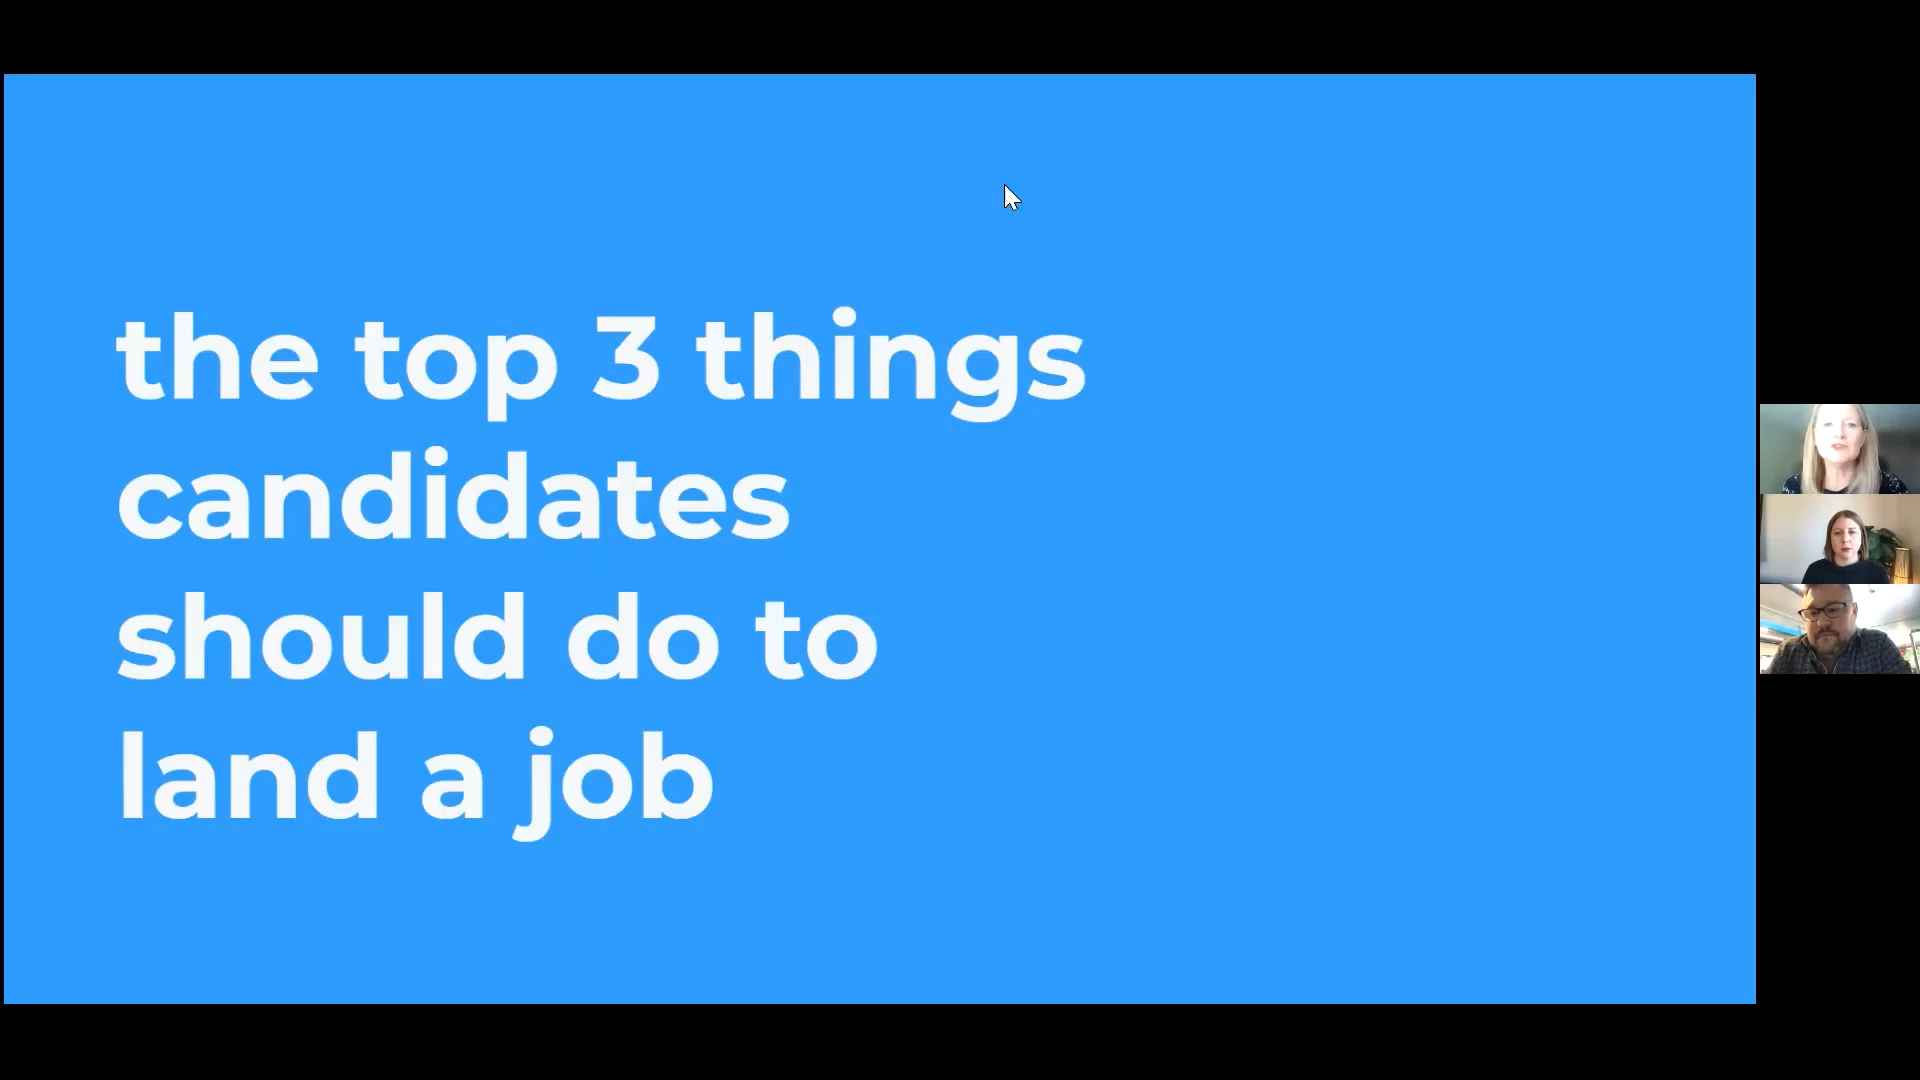 the top 3 things
candidates
should do to
land a job